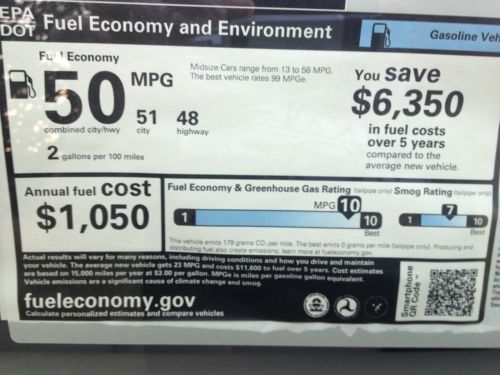 EPA
DOT Fuel Economy and Environment
Gasoline Veh
Fuel Economy
50 MPG
combined city/hwy
51 city
48 highway
2 gallons per 100 miles
Midsize Cars range from 13 to 58 MPG.
The best vehicle rates 99 MPGe.
You save
$6,350
in fuel costs
over 5 years
compared to the
average new vehicle.
Annual fuel cost
$1,050
Fuel Economy & Greenhouse Gas Rating (tailpipe only)
MPG 10
1
10
Best
Smog Rating (tailpipe only)
7
1
10
Best
This vehicle emits 179 grams CO2 per mile. The best emits 0 grams per mile (tailpipe only). Producing and
distributing fuel also create emissions; learn more at fueleconomy.gov.
Actual results will vary for many reasons, including driving conditions and how you drive and maintain
your vehicle. The average new vehicle gets 23 MPG and costs $11,600 to fuel over 5 years. Cost estimates
are based on 15,000 miles per year at $3.00 per gallon. MPGe is miles per gasoline gallon equivalent.
Vehicle emissions are a significant cause of climate change and smog.
fueleconomy.gov
Calculate personalized estimates and compare vehicles
Smartphone
QR Code